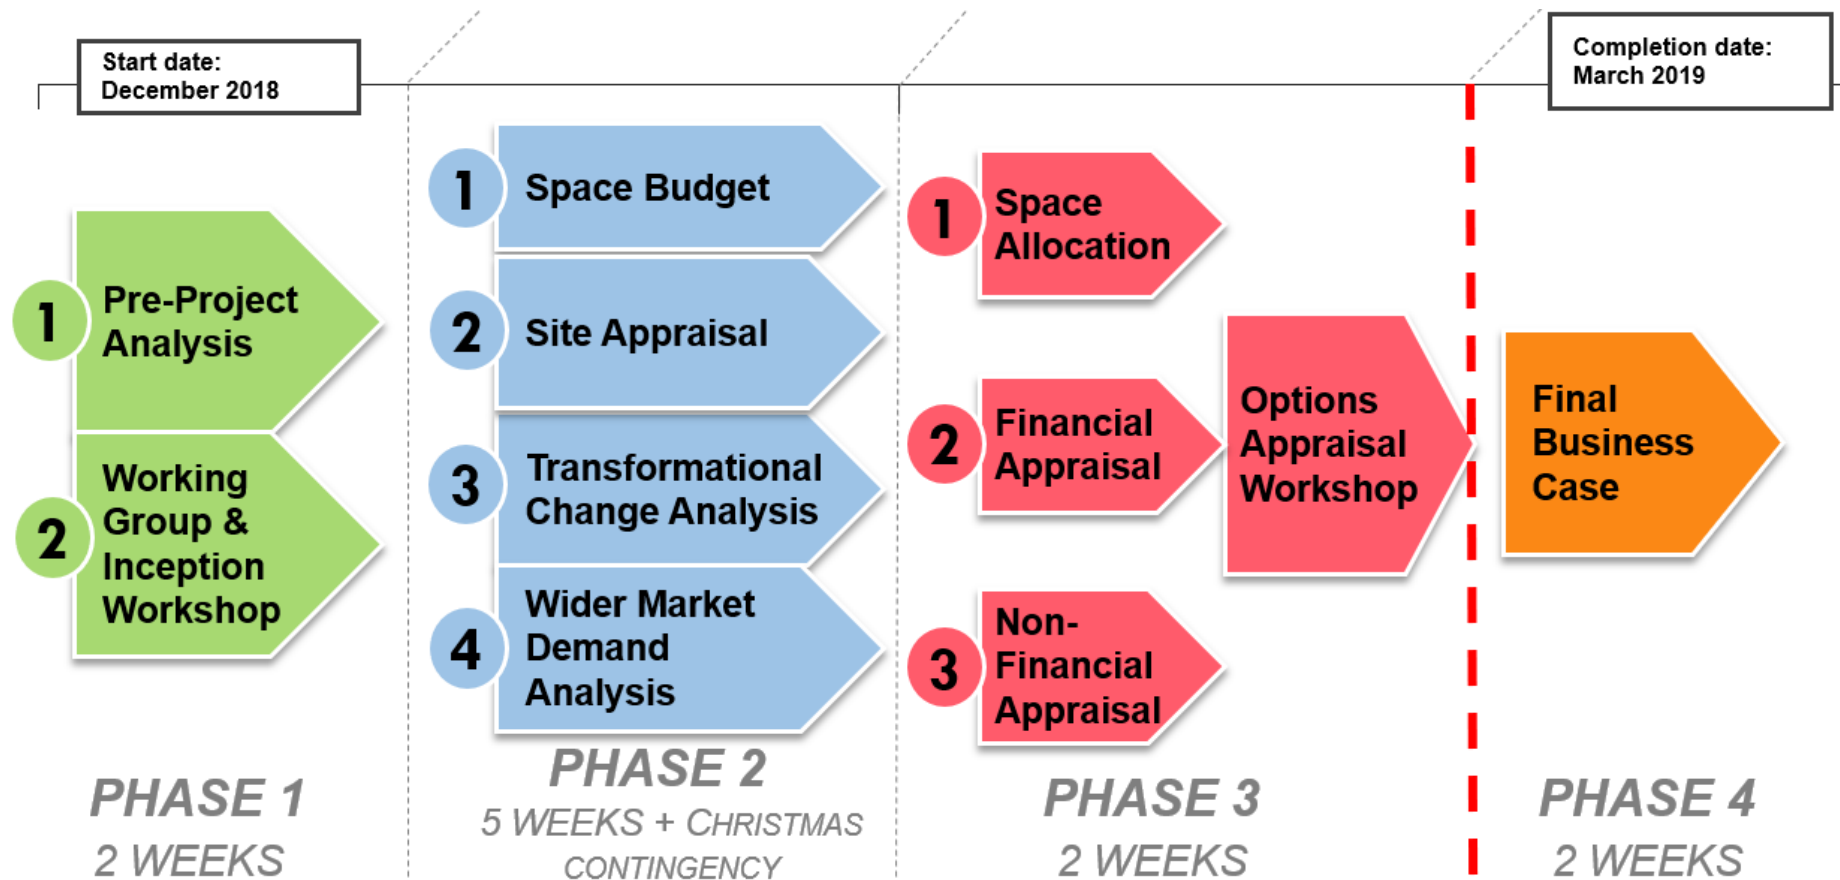 Start date:
December 2018
Completion date:
March 2019
1
Pre-Project
Analysis
2
Working
Group &
Inception
Workshop
PHASE 1
2 WEEKS
1
Space Budget
2
Site Appraisal
3
Transformational
Change Analysis
4
Wider Market
Demand
Analysis
PHASE 2
5 WEEKS + CHRISTMAS
CONTINGENCY
1
Space
Allocation
2
Financial
Appraisal
3
Non-
Financial
Appraisal
Options
Appraisal
Workshop
PHASE 3
2 WEEKS
Final
Business
Case
PHASE 4
2 WEEKS